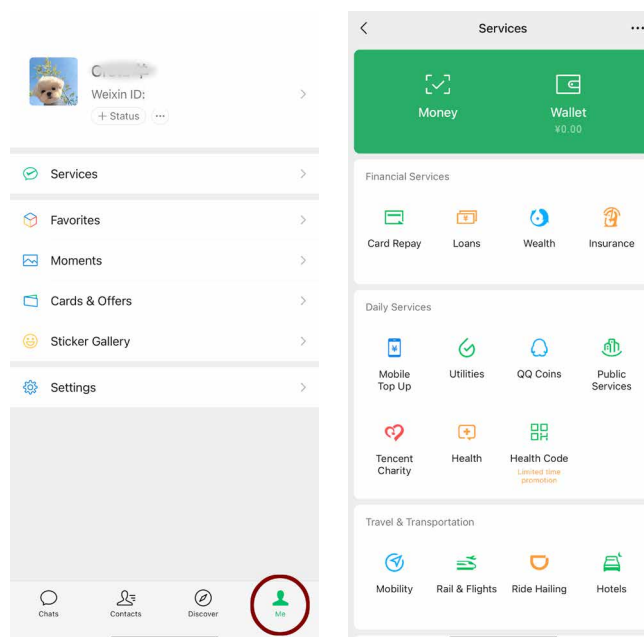 Weixin ID:
+ Status
Services
Favorites
Moments
Cards & Offers
Sticker Gallery
Settings
Chats
Contacts
Discover
Me
Services
Money
Wallet
¥0.00
Financial Services
Card Repay
Loans
Wealth
Insurance
Daily Services
Mobile
Top Up
Utilities
QQ Coins
Public
Services
Tencent
Charity
Health
Health Code
Limited time
promotion
Travel & Transportation
Mobility
Rail & Flights
Ride Hailing
Hotels